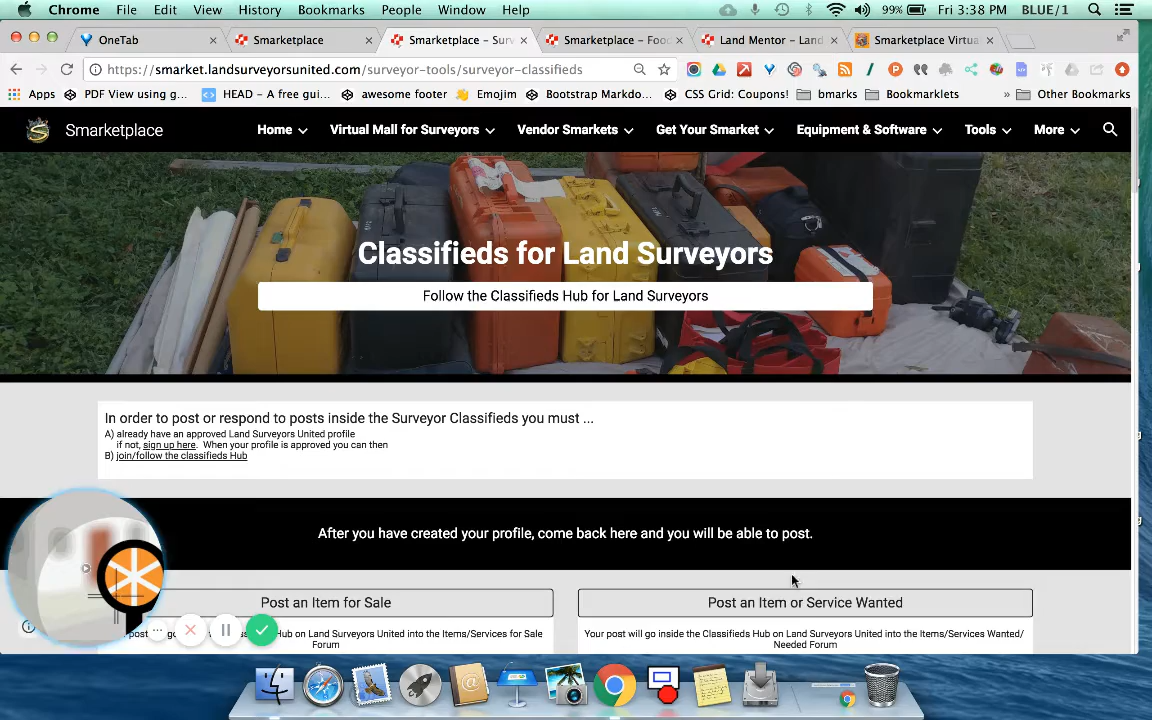 Chrome File Edit View History Bookmarks People Window Help 99% Fri 3:38 PM BLUE/1
OneTab Smarketplace Smarketplace – Surv Smarketplace – Food Land Mentor – Land Smarketplace Virtua
https://smarket.landsurveyorsunited.com/surveyor-tools/surveyor-classifieds
Apps PDF View using g... HEAD – A free gui... awesome footer Emojim Bootstrap Markdo... CSS Grid: Coupons! bmarks Bookmarklets » Other Bookmarks
Smarketplace Home Virtual Mall for Surveyors Vendor Smarkets Get Your Smarket Equipment & Software Tools More
Classifieds for Land Surveyors
Follow the Classifieds Hub for Land Surveyors
In order to post or respond to posts inside the Surveyor Classifieds you must ...
A) already have an approved Land Surveyors United profile
if not, sign up here. When your profile is approved you can then
B) join/follow the classifieds Hub
After you have created your profile, come back here and you will be able to post.
Post an Item for Sale Post an Item or Service Wanted
Hub on Land Surveyors United into the Items/Services for Sale Your post will go inside the Classifieds Hub on Land Surveyors United into the Items/Services Wanted/
Forum Needed Forum